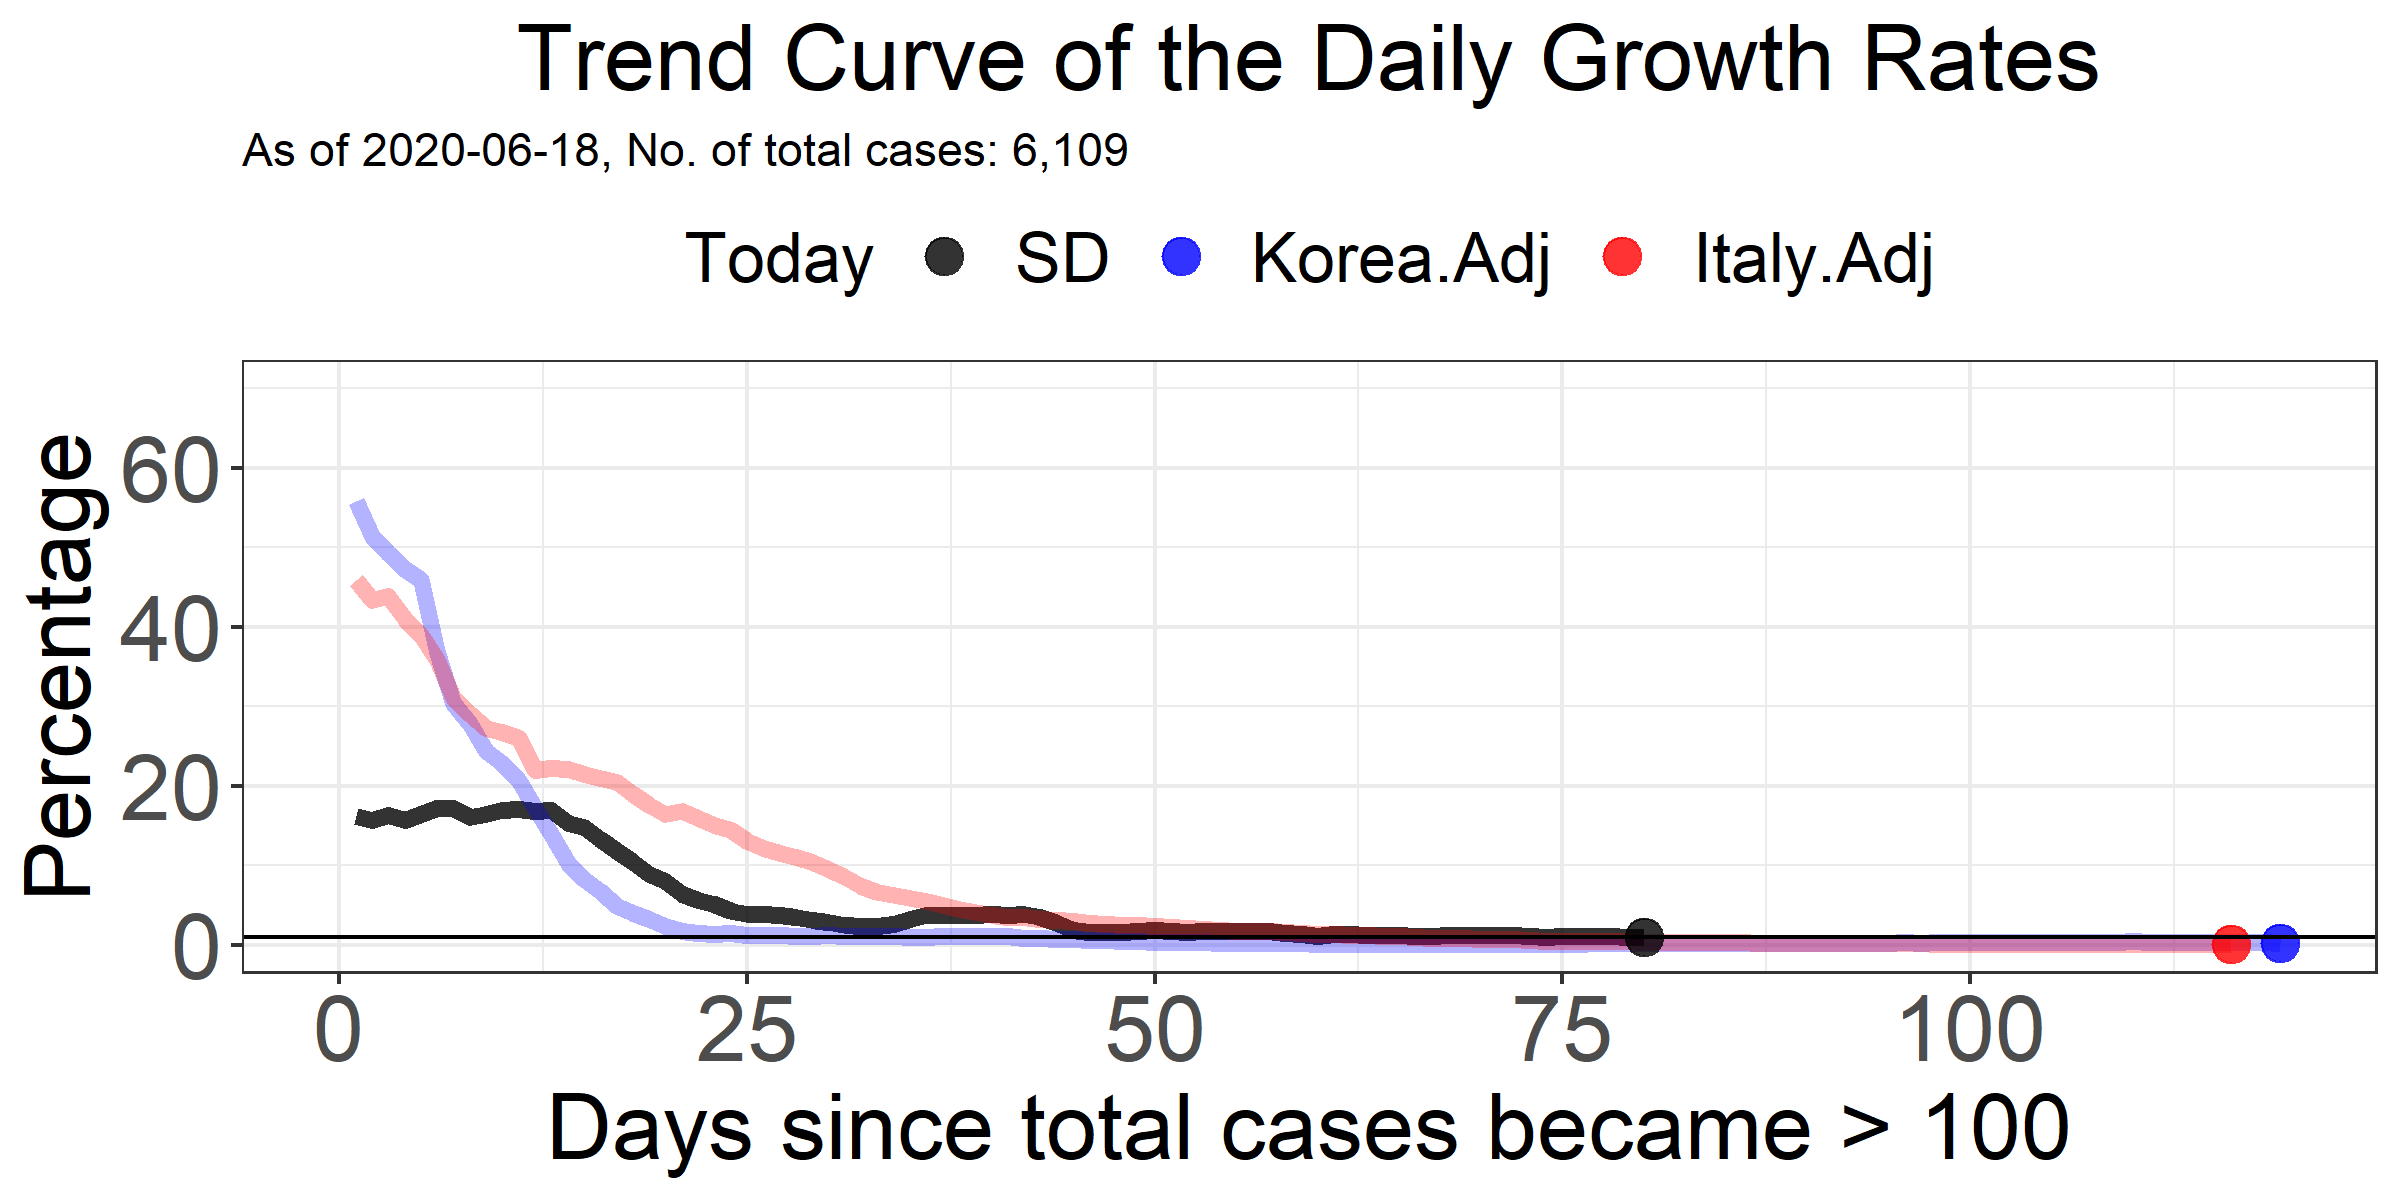 Trend Curve of the Daily Growth Rates
As of 2020-06-18, No. of total cases: 6,109
Today SD Korea.Adj Italy.Adj
Percentage
60
40
20
0
0 25 50 75 100
Days since total cases became > 100